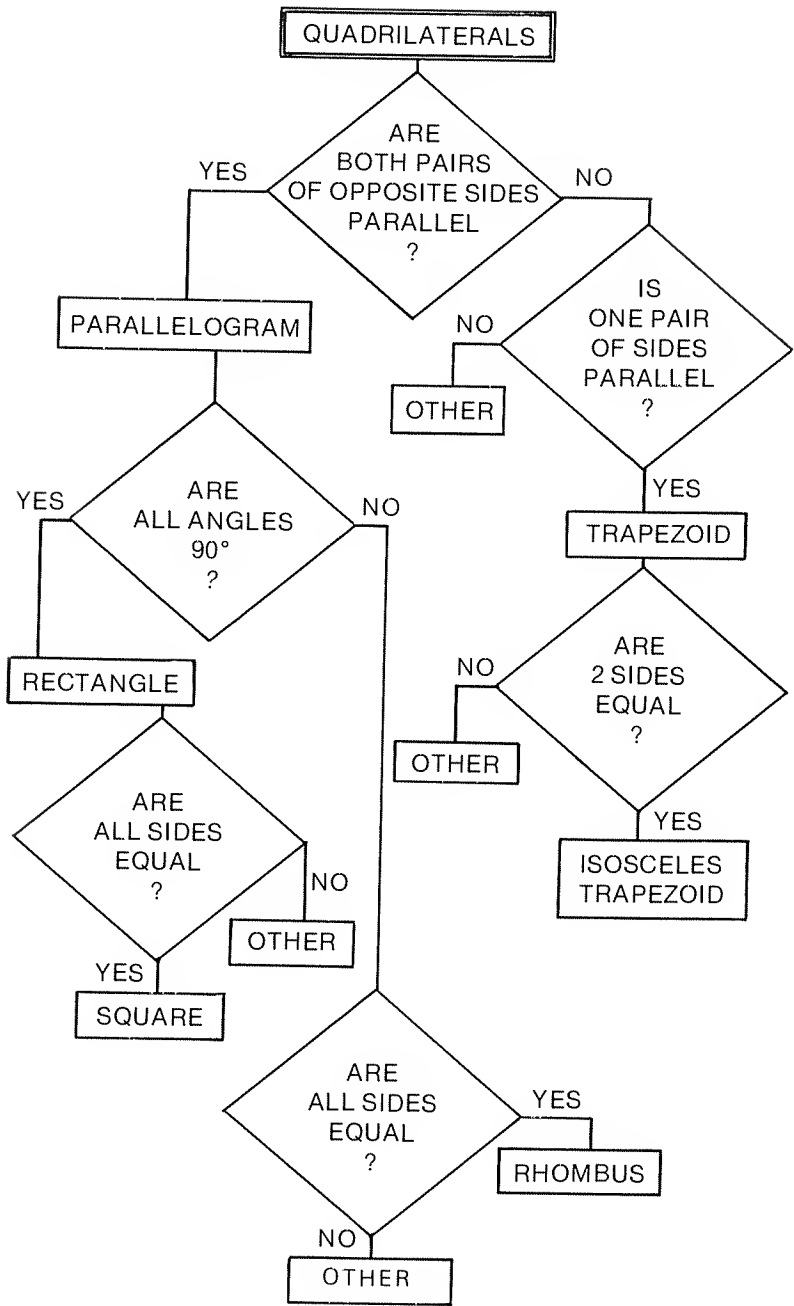 QUADRILATERALS
ARE
BOTH PAIRS
OF OPPOSITE SIDES
PARALLEL
?
YES
NO
PARALLELOGRAM
IS
ONE PAIR
OF SIDES
PARALLEL
?
NO
OTHER
YES
TRAPEZOID
ARE
ALL ANGLES
90°
?
YES
NO
RECTANGLE
ARE
2 SIDES
EQUAL
?
NO
OTHER
YES
ISOSCELES
TRAPEZOID
ARE
ALL SIDES
EQUAL
?
NO
OTHER
YES
SQUARE
ARE
ALL SIDES
EQUAL
?
YES
RHOMBUS
NO
OTHER